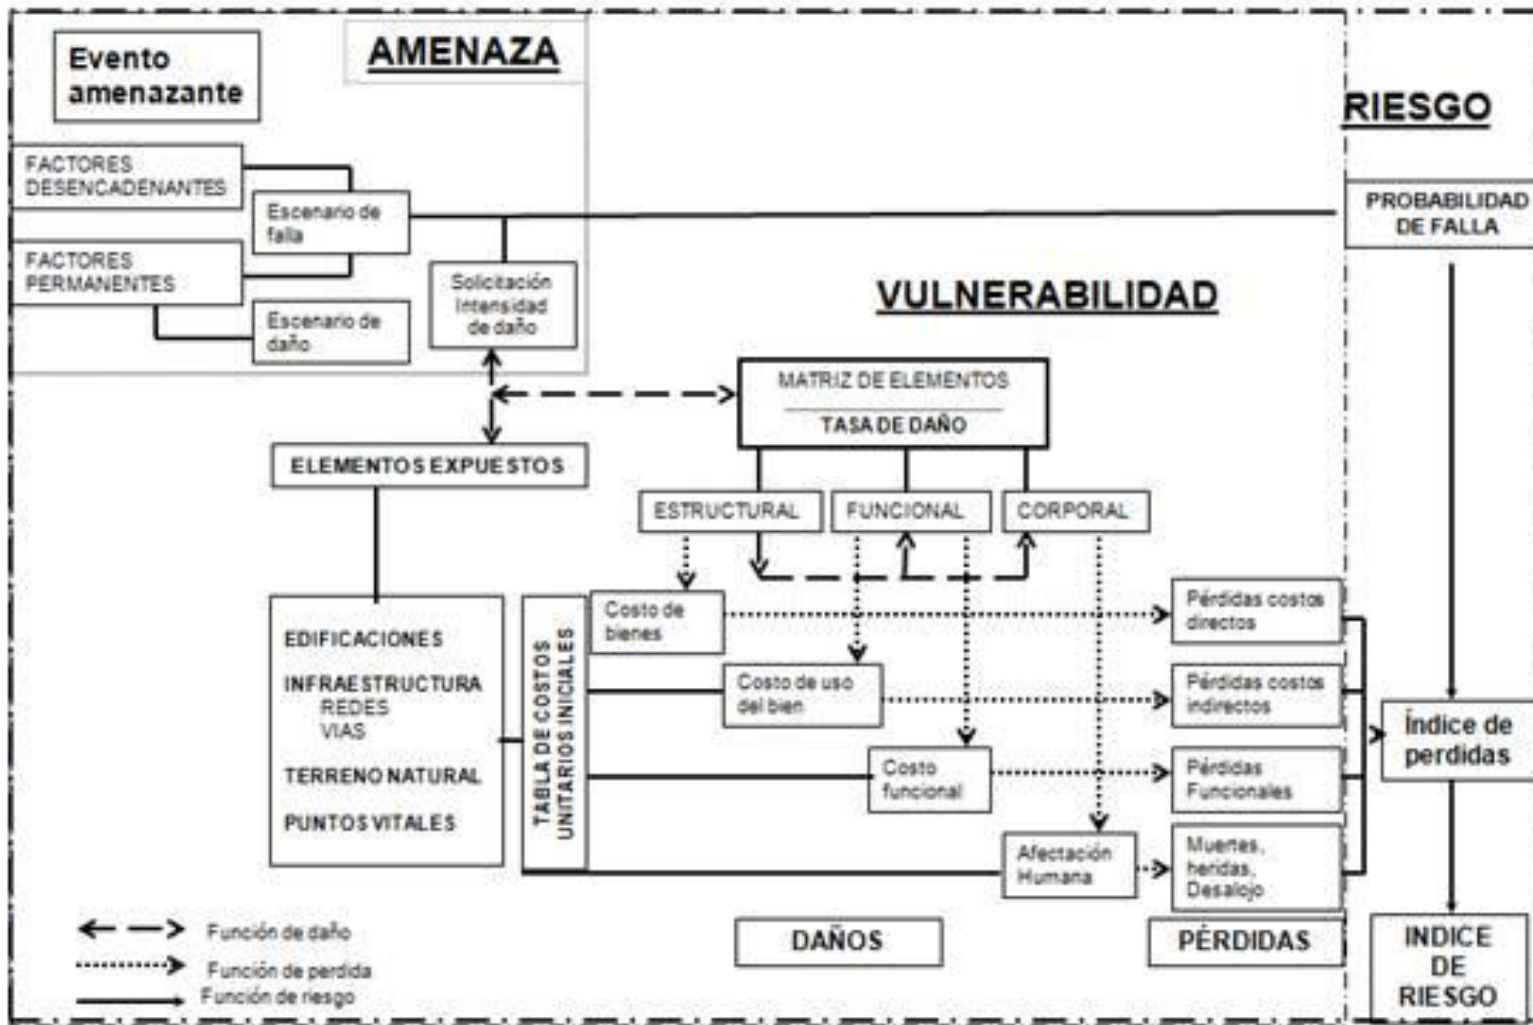 Evento
amenazante
AMENAZA
RIESGO
FACTORES
DESENCADENANTES
Escenario de
falla
FACTORES
PERMANENTES
Escenario de
daño
Solicitación
Intensidad
de daño
PROBABILIDAD
DE FALLA
VULNERABILIDAD
MATRIZ DE ELEMENTOS
TASA DE DAÑO
ELEMENTOS EXPUESTOS
ESTRUCTURAL
FUNCIONAL
CORPORAL
EDIFICACIONES
INFRAESTRUCTURA
REDES
VIAS
TERRENO NATURAL
PUNTOS VITALES
TABLA DE COSTOS
UNITARIOS INICIALES
Costo de
bienes
Pérdidas costos
directos
Costo de uso
del bien
Pérdidas costos
indirectos
Costo
funcional
Pérdidas
Funcionales
Afectación
Humana
Muertes,
heridas,
Desalojo
Índice de
perdidas
DAÑOS
PÉRDIDAS
INDICE
DE
RIESGO
Función de daño
Función de perdida
Función de riesgo